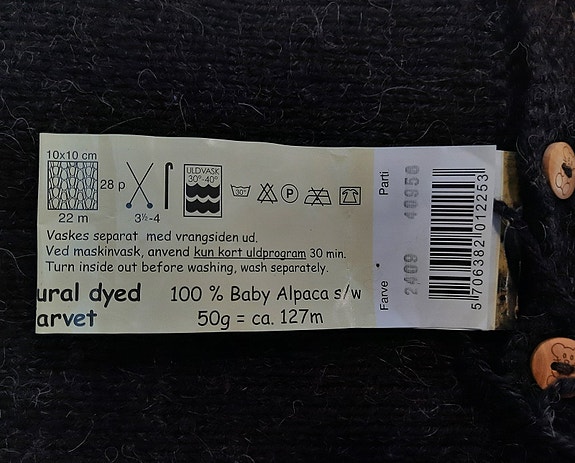 10x10 cm
28 p
22 m
3½-4
ULDVASK
30°-40°
30°
P
Vaskes separat med vrangsiden ud.
Ved maskinvask, anvend kun kort uldprogram 30 min.
Turn inside out before washing, wash separately.
ural dyed
arvet
100 % Baby Alpaca s/w
50g = ca. 127m
Parti
Farve
2409
5 706382 012253